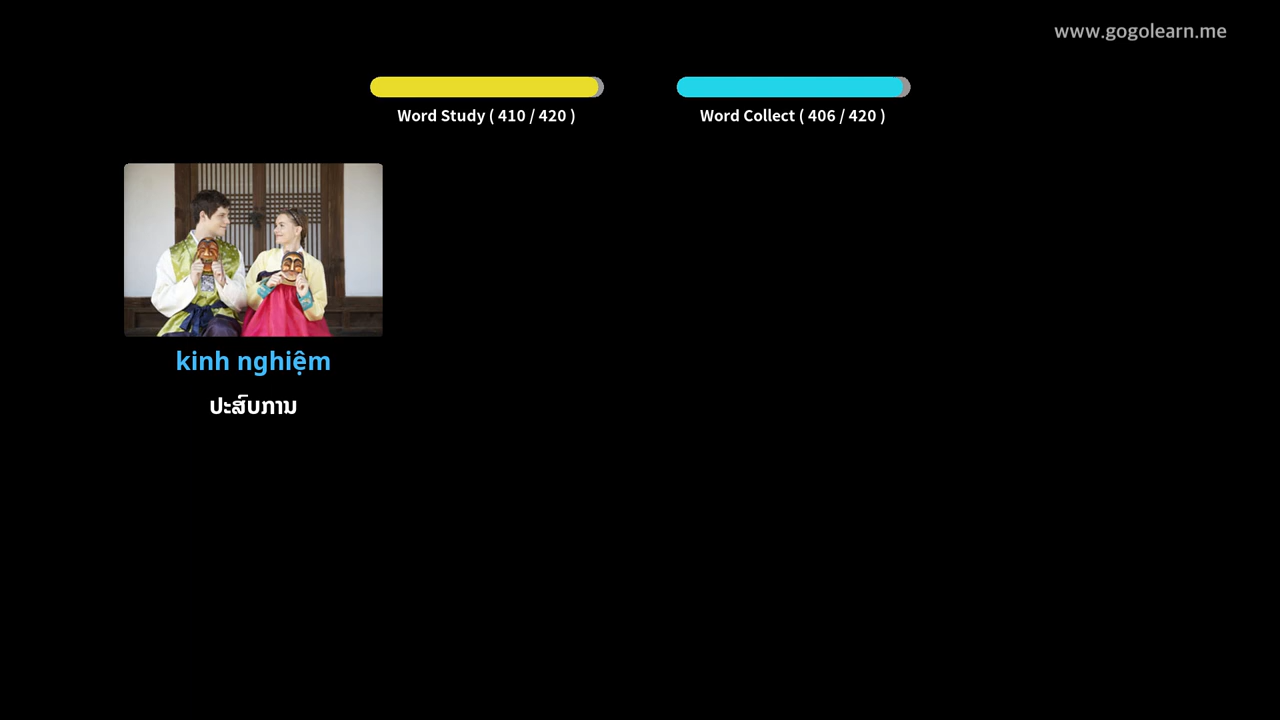 www.gogolearn.me
Word Study ( 410 / 420 )
Word Collect ( 406 / 420 )
kinh nghiệm
ປະສົບການ